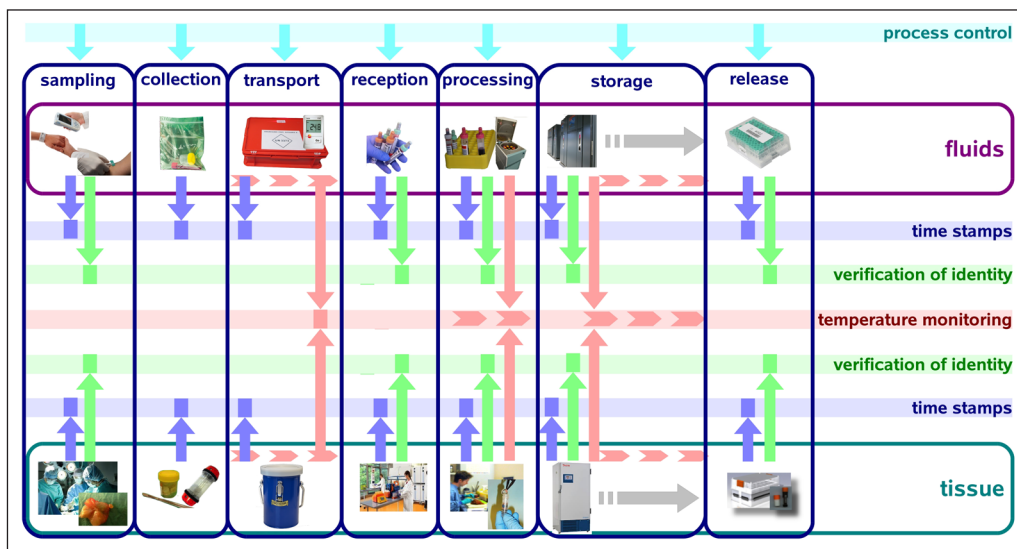 process control
sampling
collection
transport
reception
processing
storage
release
fluids
time stamps
verification of identity
temperature monitoring
verification of identity
time stamps
tissue